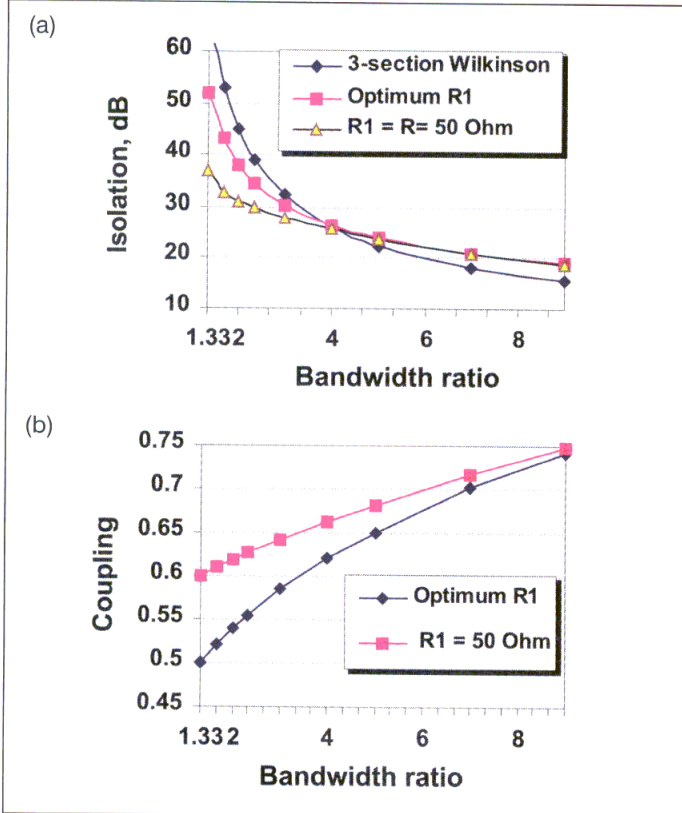 (a)
60
50
40
30
20
10
Isolation, dB
3-section Wilkinson
Optimum R1
R1 = R= 50 Ohm
1.332 4 6 8
Bandwidth ratio
(b)
0.75
0.7
0.65
0.6
0.55
0.5
0.45
Coupling
Optimum R1
R1 = 50 Ohm
1.332 4 6 8
Bandwidth ratio